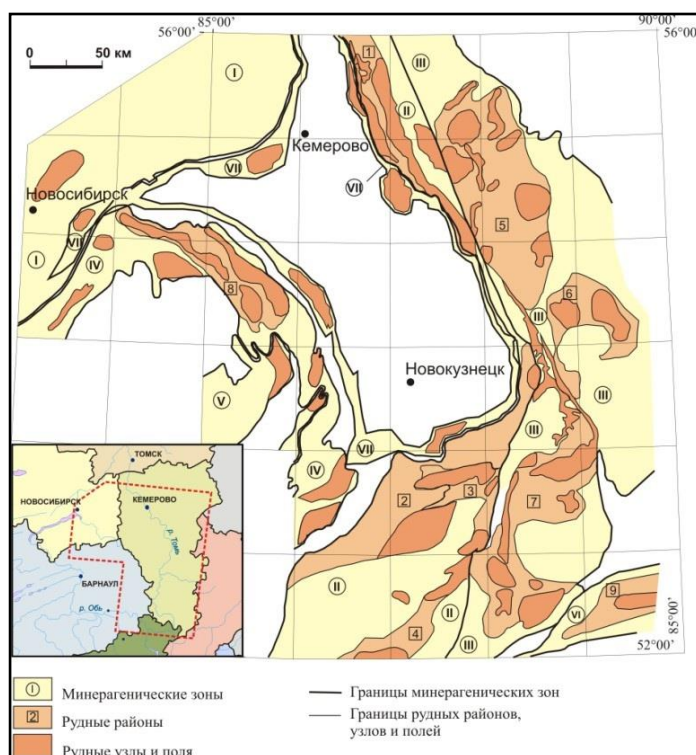 85°00'
90°00'
56°00'
56°00'
0 50 км
I
1
III
II
Кемерово
VII
VII
Новосибирск
VII
I
IV
5
8
6
III
V
Новокузнецк
III
III
VII
IV
2
3
7
II
II
4
III
VI
9
85°00'
52°00'
ТОМСК
НОВОСИБИРСК
КЕМЕРОВО
р. Томь
БАРНАУЛ
р. Обь
I Минерагенические зоны
2 Рудные районы
Рудные узлы и поля
Границы минерагенических зон
Границы рудных районов,
узлов и полей